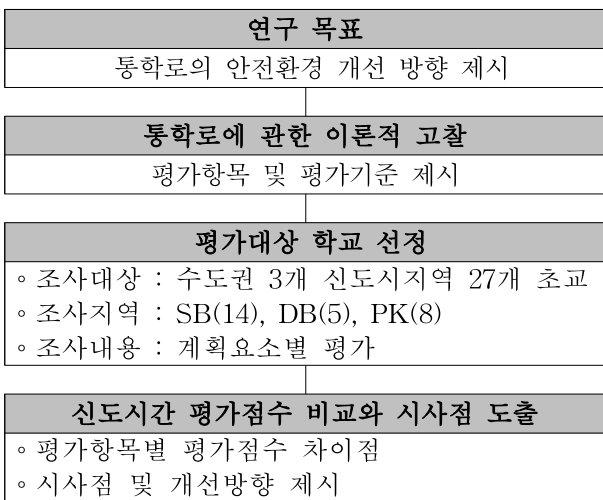 연구 목표
통학로의 안전환경 개선 방향 제시
통학로에 관한 이론적 고찰
평가항목 및 평가기준 제시
평가대상 학교 선정
∘조사대상 : 수도권 3개 신도시지역 27개 초교
∘조사지역 : SB(14), DB(5), PK(8)
∘조사내용 : 계획요소별 평가
신도시간 평가점수 비교와 시사점 도출
∘평가항목별 평가점수 차이점
∘시사점 및 개선방향 제시